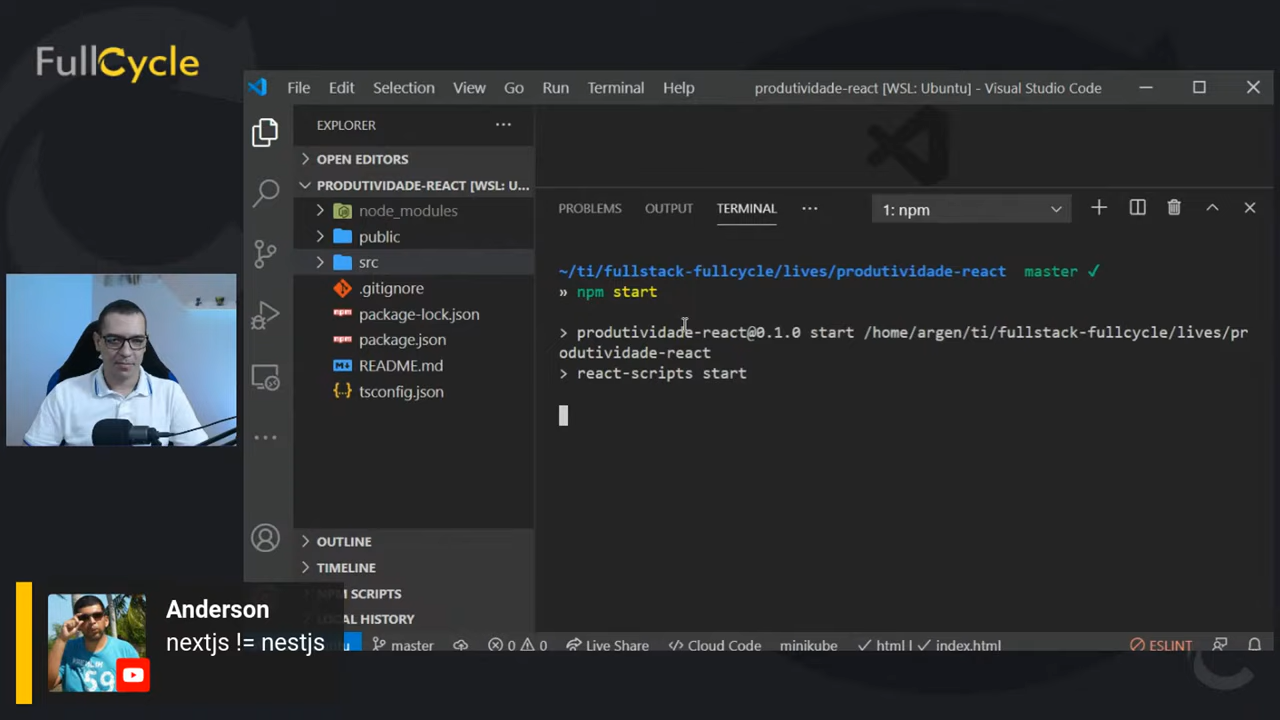 FullCycle
File Edit Selection View Go Run Terminal Help produtividade-react [WSL: Ubuntu] - Visual Studio Code
EXPLORER
OPEN EDITORS
PRODUTIVIDADE-REACT [WSL: U...
node_modules
public
src
.gitignore
package-lock.json
package.json
README.md
tsconfig.json
OUTLINE
TIMELINE
NPM SCRIPTS
LOCAL HISTORY
PROBLEMS OUTPUT TERMINAL ··· 1: npm
~/ti/fullstack-fullcycle/lives/produtividade-react master ✓
» npm start
> produtividade-react@0.1.0 start /home/argen/ti/fullstack-fullcycle/lives/pr
odutividade-react
> react-scripts start
Anderson
nextjs != nestjs
59
master 0 0 Live Share Cloud Code minikube ✓ html | ✓ index.html ESLINT